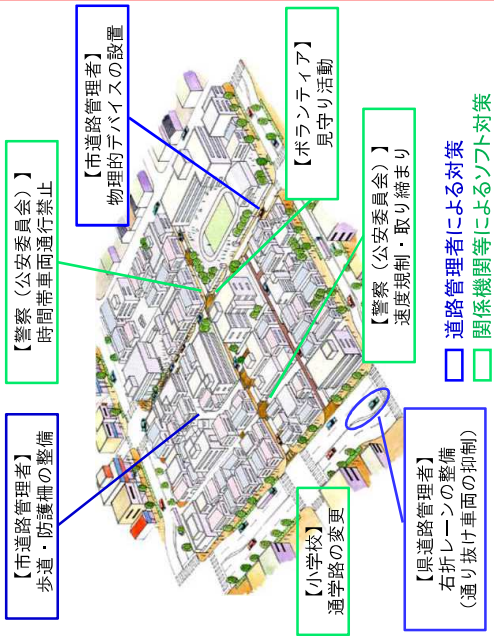 【市道路管理者】
歩道・防護柵の整備
【警察（公安委員会）】
時間帯車両通行禁止
【市道路管理者】
物理的デバイスの設置
【小学校】
通学路の変更
【ボランティア】
見守り活動
【県道路管理者】
右折レーンの整備
（通り抜け車両の抑制）
【警察（公安委員会）】
速度規制・取り締まり
道路管理者による対策
関係機関等によるソフト対策